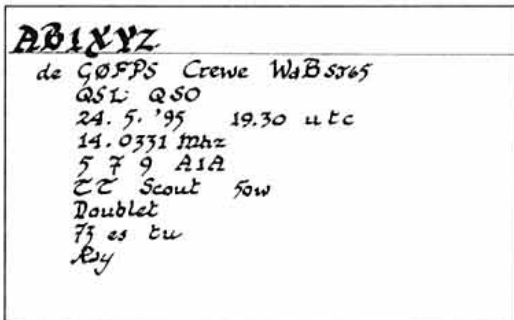 AB1XYZ
de GØFPS Crewe WaB SJ65
QSL QSO
24. 5. '95 19.30 utc
14.0331 Mhz
5 7 9 A1A
TT Scout 50w
Doublet
73 es tu
Ray